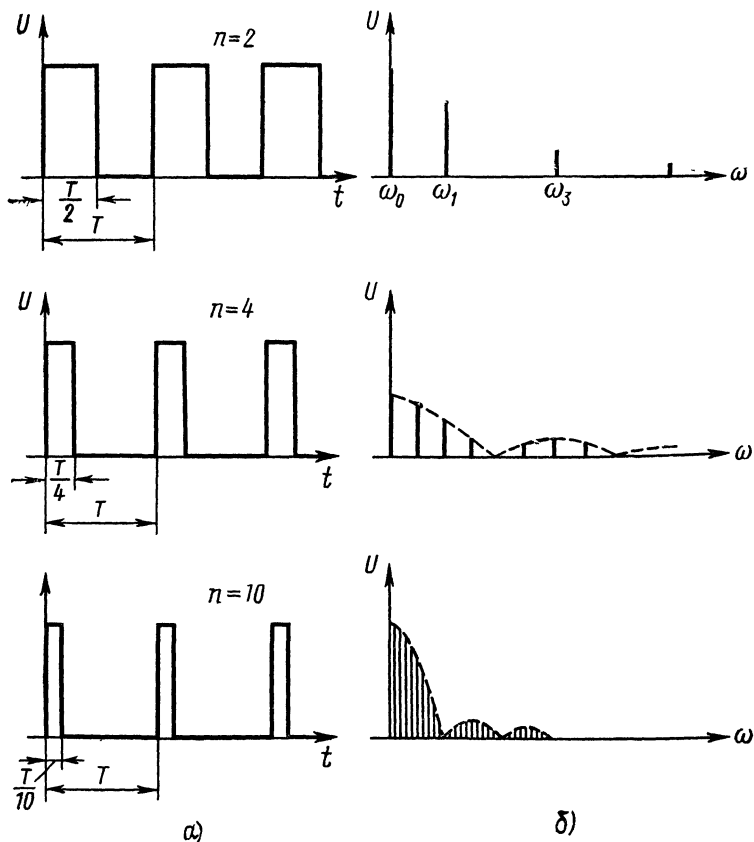 U n=2 U
T/2 t ω₀ ω₁ ω₃ ω
T
U n=4 U
T/4 t ω
T
n=10 U
T/10 t ω
T
а) б)